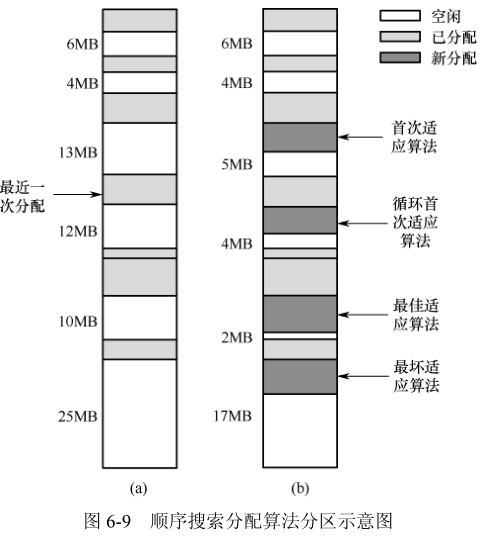 空闲
已分配
新分配
6MB
4MB
13MB
最近一
次分配
12MB
10MB
25MB
(a)
6MB
4MB
首次适
应算法
5MB
循环首
次适应
算法
4MB
最佳适
应算法
2MB
最坏适
应算法
17MB
(b)
图 6-9 顺序搜索分配算法分区示意图